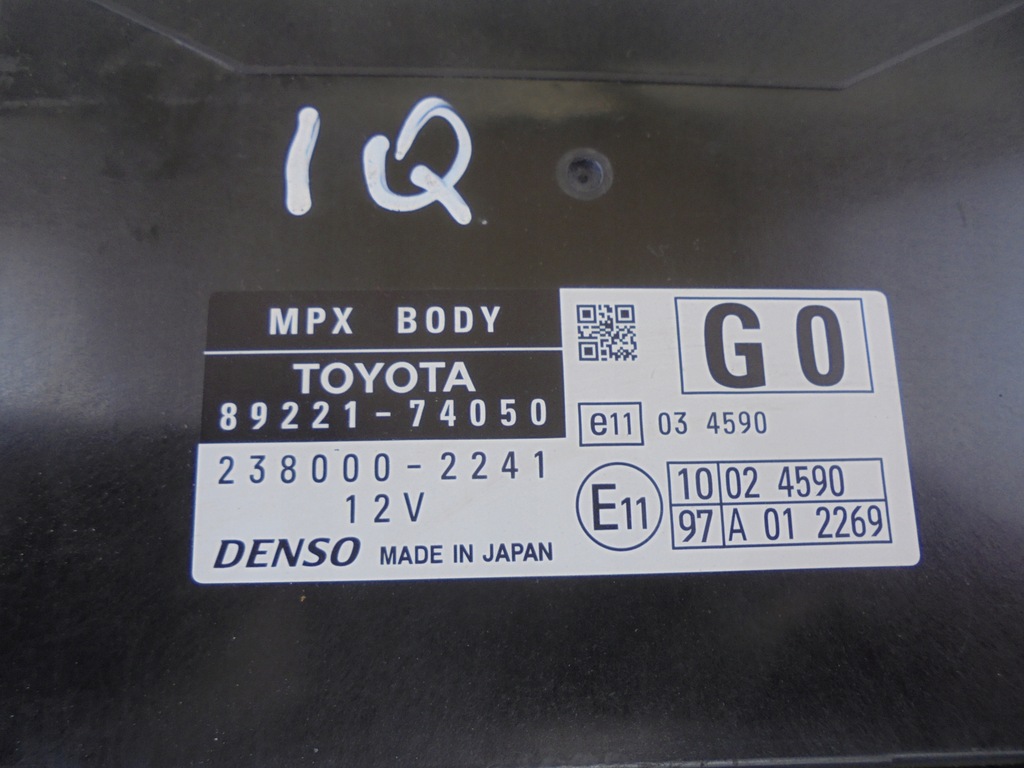 IQ
MPX BODY
TOYOTA
89221-74050
238000-2241
12V
DENSO MADE IN JAPAN
G0
e11 03 4590
E11
10 02 4590
97 A 01 2269